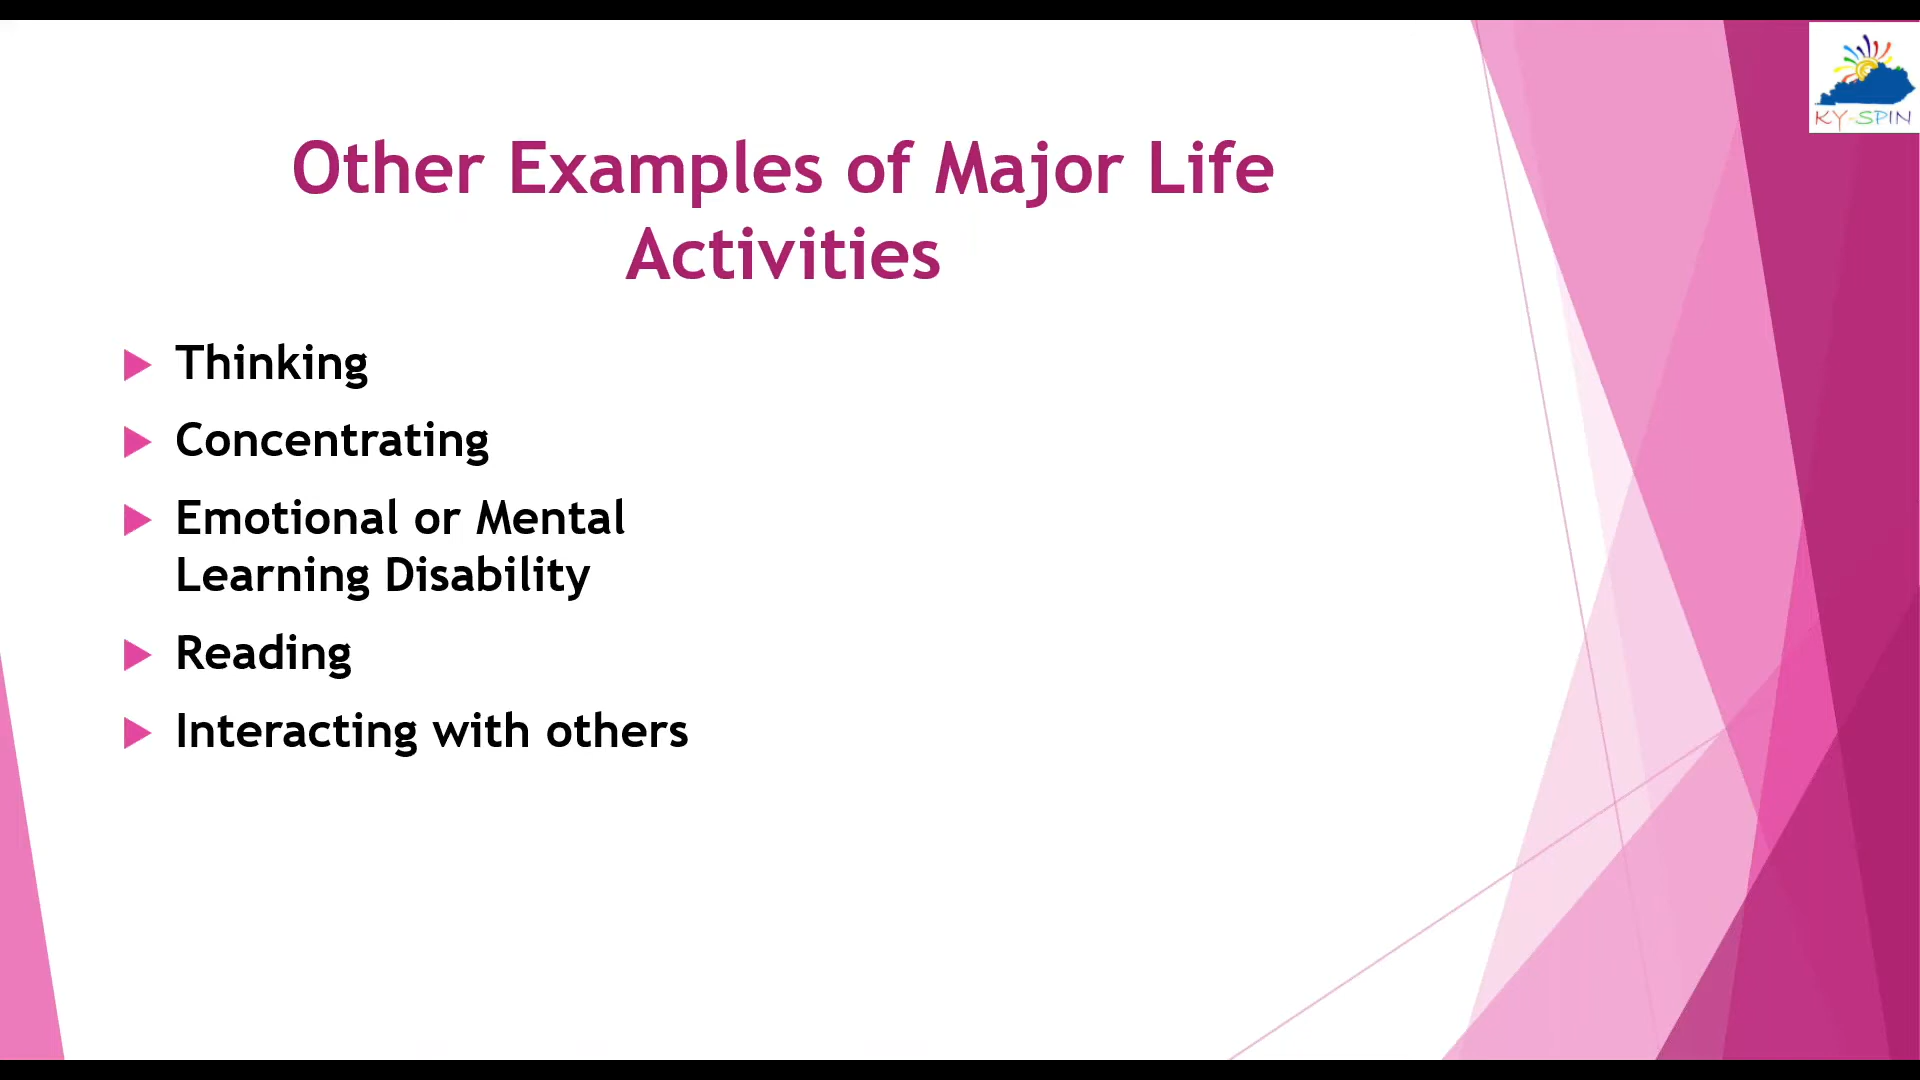 KY-SPIN
Other Examples of Major Life
Activities
Thinking
Concentrating
Emotional or Mental
Learning Disability
Reading
Interacting with others